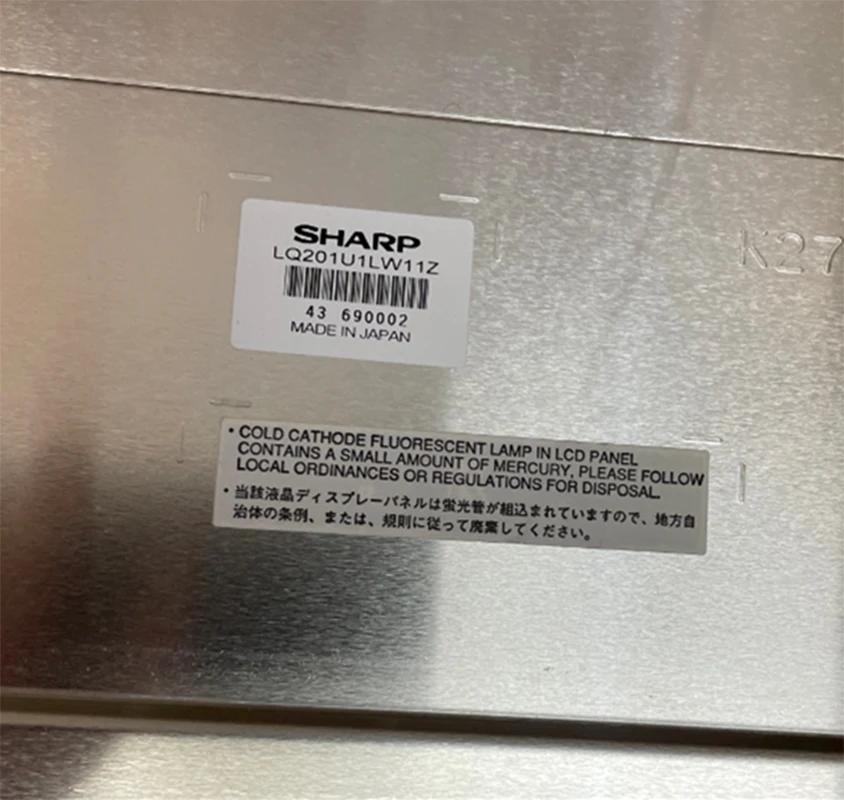 SHARP
LQ201U1LW11Z
43 690002
MADE IN JAPAN
K27
• COLD CATHODE FLUORESCENT LAMP IN LCD PANEL
CONTAINS A SMALL AMOUNT OF MERCURY, PLEASE FOLLOW
LOCAL ORDINANCES OR REGULATIONS FOR DISPOSAL.
• 当該液晶ディスプレーパネルは蛍光管が組込まれていますので、地方自
治体の条例、または、規則に従って廃棄してください。